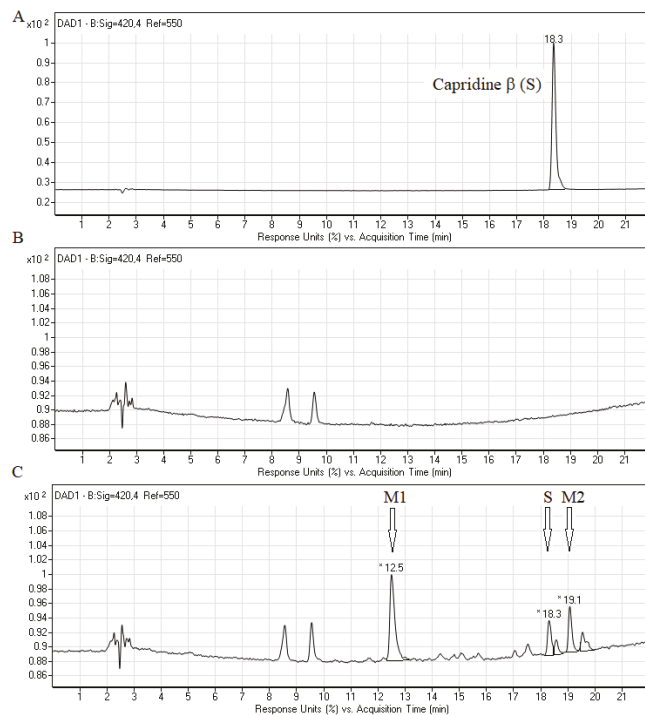 A
x10 2 DAD1 - B:Sig=420,4 Ref=550
18.3
1
Capridine β (S)
0.9
0.8
0.7
0.6
0.5
0.4
0.3
0.2
1 2 3 4 5 6 7 8 9 10 11 12 13 14 15 16 17 18 19 20 21
Response Units (%) vs. Acquisition Time (min)
B
x10 2 DAD1 - B:Sig=420,4 Ref=550
1.08
1.06
1.04
1.02
1
0.98
0.96
0.94
0.92
0.9
0.88
0.86
1 2 3 4 5 6 7 8 9 10 11 12 13 14 15 16 17 18 19 20 21
Response Units (%) vs. Acquisition Time (min)
C
x10 2 DAD1 - B:Sig=420,4 Ref=550
M1 S M2
1.08
1.06
1.04
1.02
* 12.5
1
0.98
* 19.1
0.96
* 18.3
0.94
0.92
0.9
0.88
0.86
1 2 3 4 5 6 7 8 9 10 11 12 13 14 15 16 17 18 19 20 21
Response Units (%) vs. Acquisition Time (min)